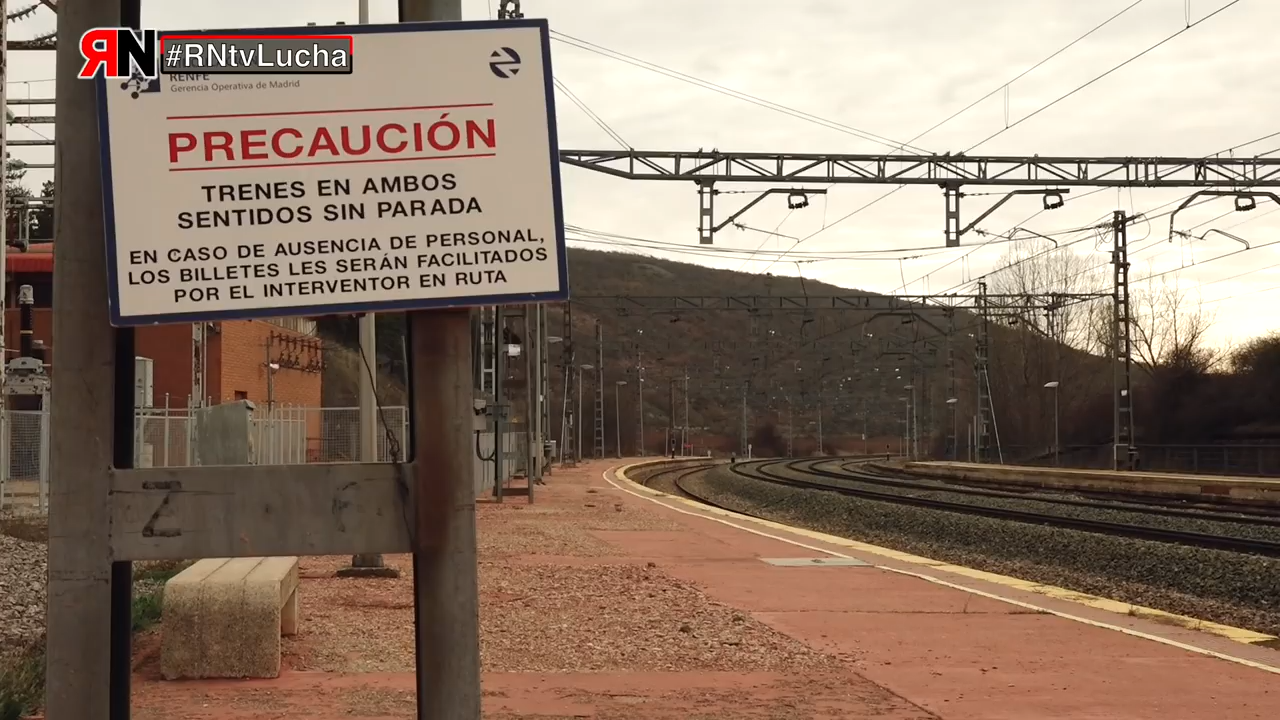 RN #RNtvLucha
RENFE
Gerencia Operativa de Madrid
PRECAUCIÓN
TRENES EN AMBOS
SENTIDOS SIN PARADA
EN CASO DE AUSENCIA DE PERSONAL,
LOS BILLETES LES SERÁN FACILITADOS
POR EL INTERVENTOR EN RUTA